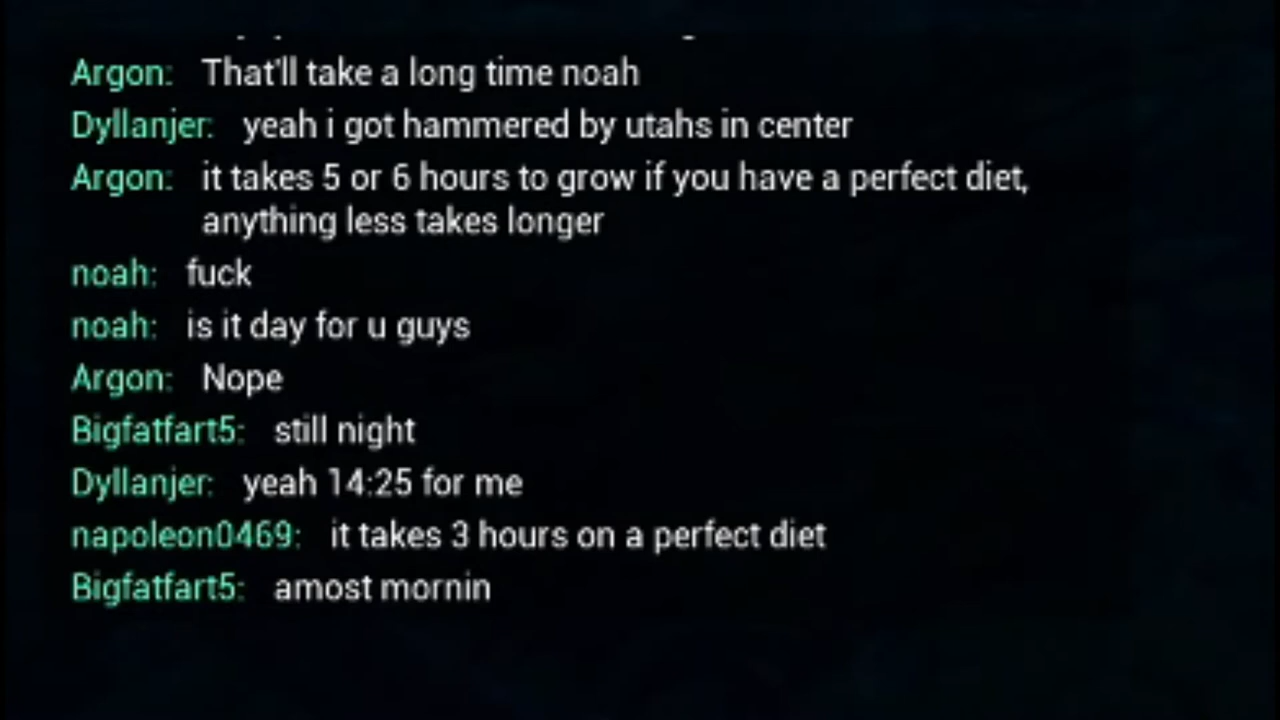 Argon: That'll take a long time noah
Dyllanjer: yeah i got hammered by utahs in center
Argon: it takes 5 or 6 hours to grow if you have a perfect diet,
anything less takes longer
noah: fuck
noah: is it day for u guys
Argon: Nope
Bigfatfart5: still night
Dyllanjer: yeah 14:25 for me
napoleon0469: it takes 3 hours on a perfect diet
Bigfatfart5: amost mornin